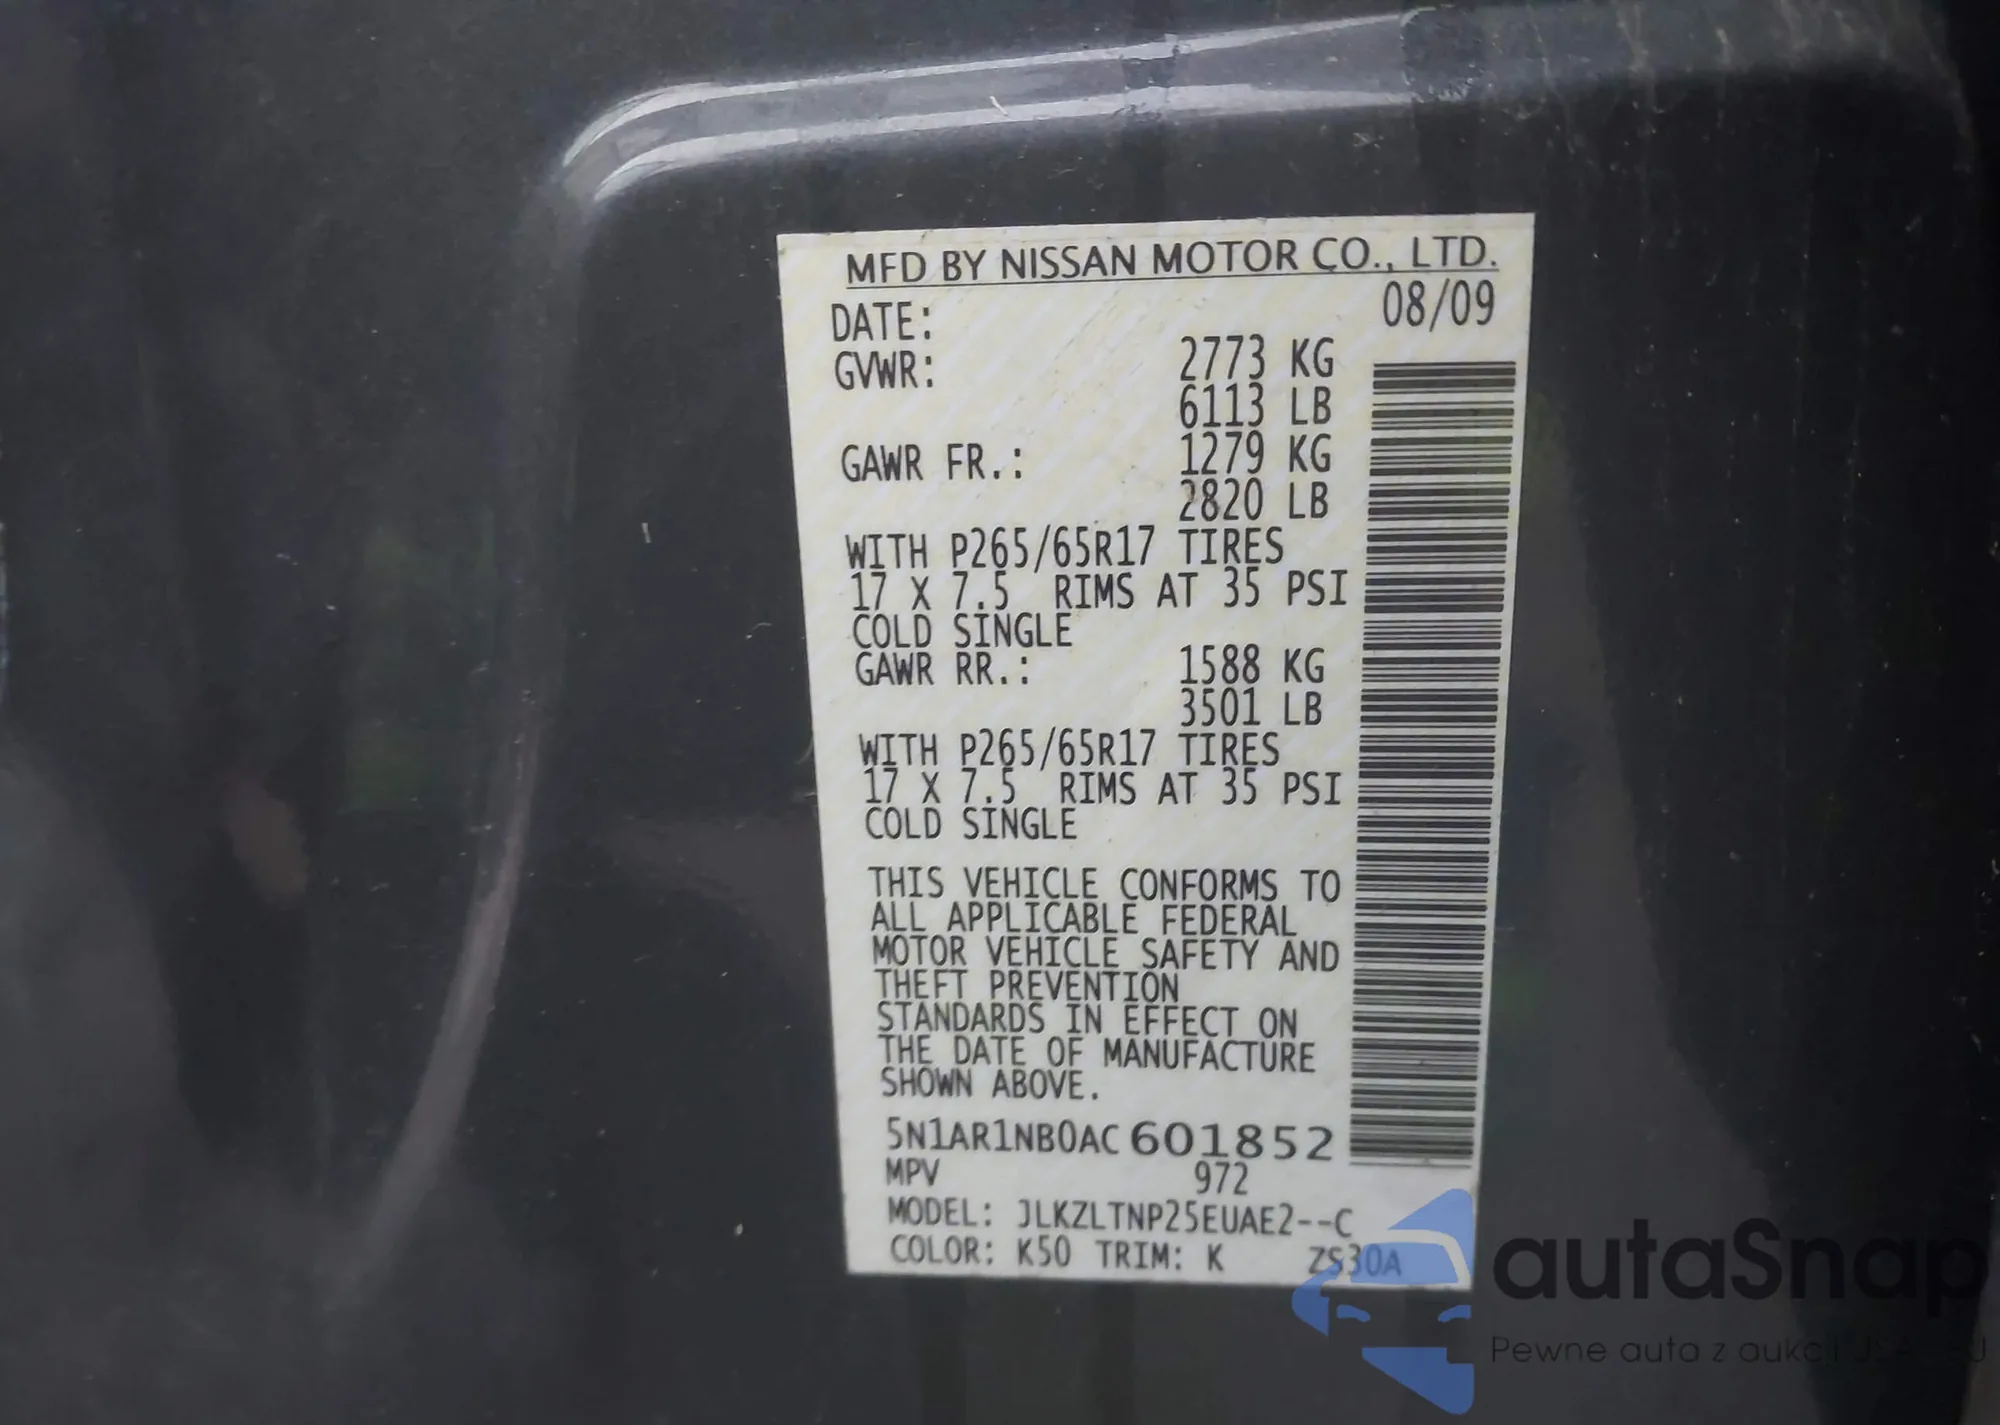 MFD BY NISSAN MOTOR CO., LTD.
DATE: 08/09
GVWR: 2773 KG
6113 LB
GAWR FR.: 1279 KG
2820 LB
WITH P265/65R17 TIRES
17 X 7.5 RIMS AT 35 PSI
COLD SINGLE
GAWR RR.: 1588 KG
3501 LB
WITH P265/65R17 TIRES
17 X 7.5 RIMS AT 35 PSI
COLD SINGLE
THIS VEHICLE CONFORMS TO
ALL APPLICABLE FEDERAL
MOTOR VEHICLE SAFETY AND
THEFT PREVENTION
STANDARDS IN EFFECT ON
THE DATE OF MANUFACTURE
SHOWN ABOVE.
5N1AR1NB0AC601852
MPV 972
MODEL: JLKZLTNP25EUAE2--C
COLOR: K50 TRIM: K ZS30A
autaSnap
Pewne auta z aukcji